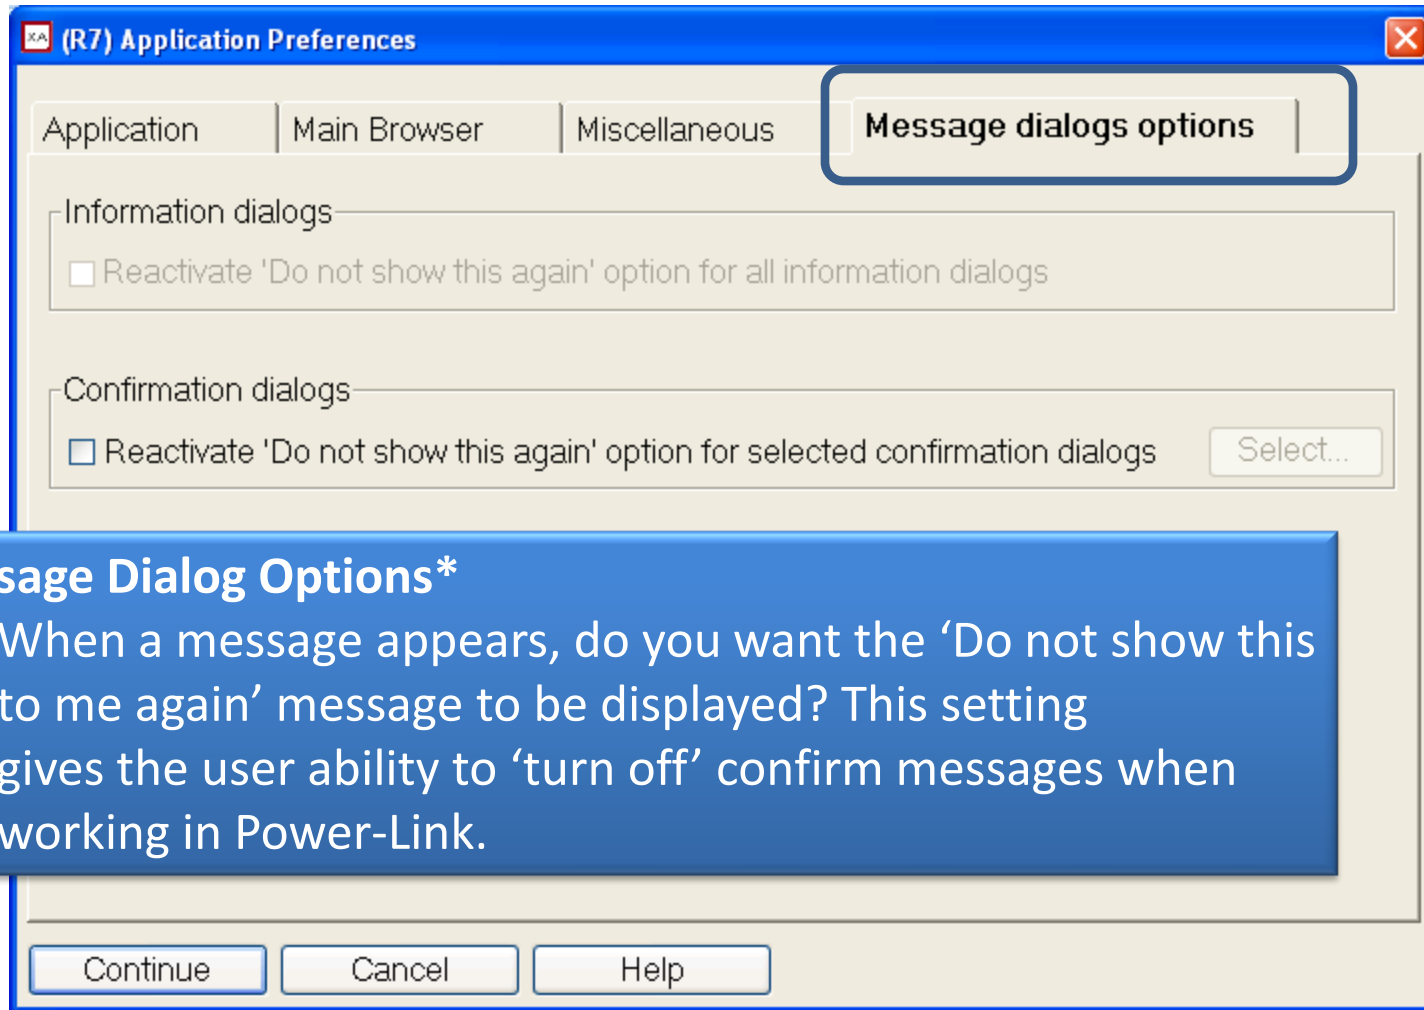 XA (R7) Application Preferences
Application Main Browser Miscellaneous Message dialogs options
Information dialogs
Reactivate 'Do not show this again' option for all information dialogs
Confirmation dialogs
Reactivate 'Do not show this again' option for selected confirmation dialogs Select...
sage Dialog Options*
When a message appears, do you want the ‘Do not show this
to me again’ message to be displayed? This setting
gives the user ability to ‘turn off’ confirm messages when
working in Power-Link.
Continue Cancel Help